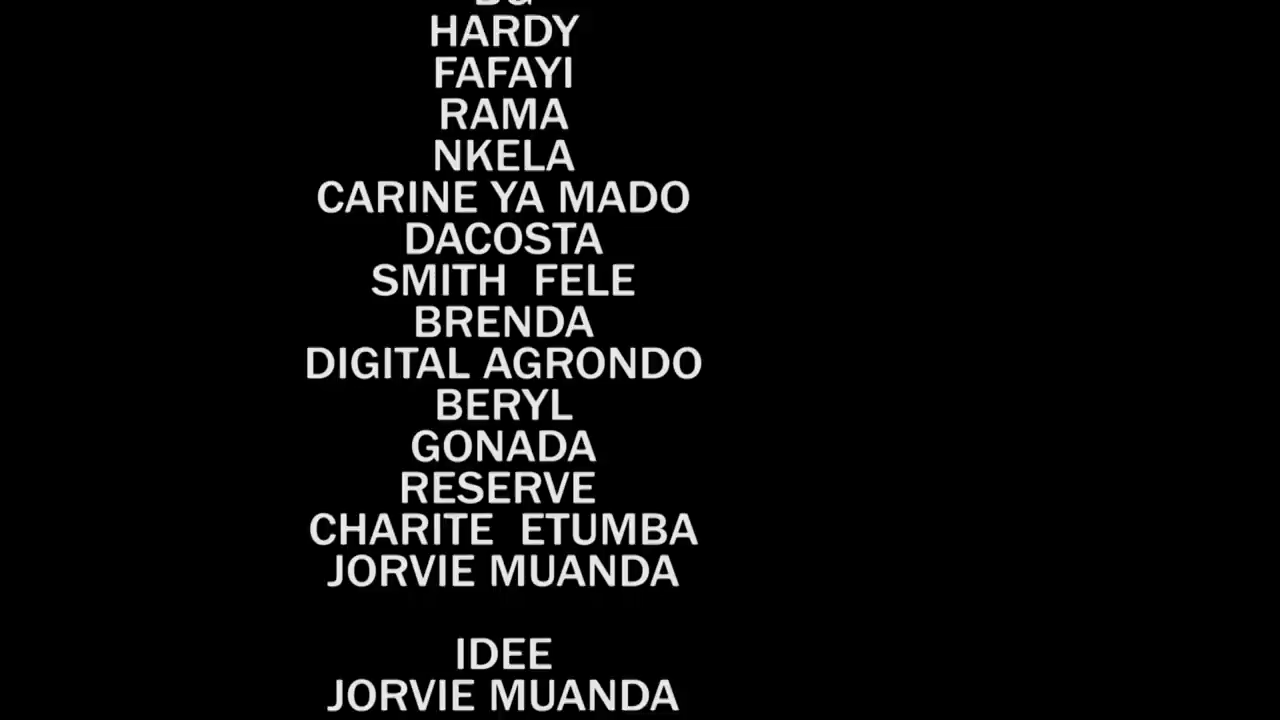 HARDY
FAFAYI
RAMA
NKELA
CARINE YA MADO
DACOSTA
SMITH  FELE
BRENDA
DIGITAL AGRONDO
BERYL
GONADA
RESERVE
CHARITE  ETUMBA
JORVIE MUANDA
IDEE
JORVIE MUANDA